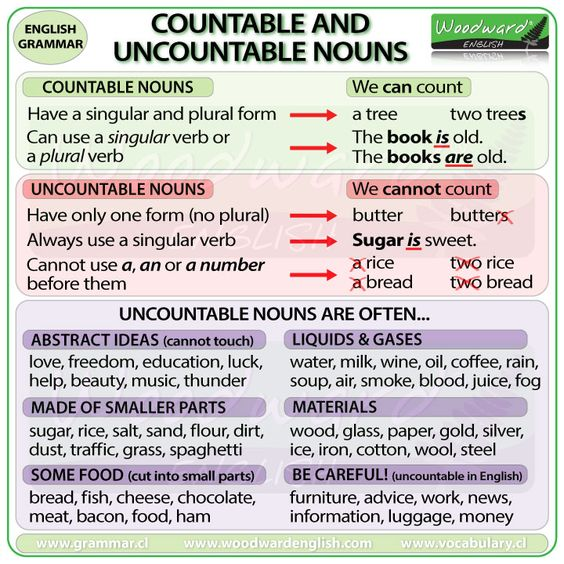 ENGLISH
GRAMMAR
COUNTABLE AND
UNCOUNTABLE NOUNS
Woodward®
ENGLISH
COUNTABLE NOUNS
We can count
Have a singular and plural form
a tree two trees
Can use a singular verb or
a plural verb
The book is old.
The books are old.
UNCOUNTABLE NOUNS
We cannot count
Have only one form (no plural)
butter butters
Always use a singular verb
Sugar is sweet.
Cannot use a, an or a number
before them
a rice two rice
a bread two bread
UNCOUNTABLE NOUNS ARE OFTEN...
ABSTRACT IDEAS (cannot touch)
love, freedom, education, luck,
help, beauty, music, thunder
LIQUIDS & GASES
water, milk, wine, oil, coffee, rain,
soup, air, smoke, blood, juice, fog
MADE OF SMALLER PARTS
sugar, rice, salt, sand, flour, dirt,
dust, traffic, grass, spaghetti
MATERIALS
wood, glass, paper, gold, silver,
ice, iron, cotton, wool, steel
SOME FOOD (cut into small parts)
bread, fish, cheese, chocolate,
meat, bacon, food, ham
BE CAREFUL! (uncountable in English)
furniture, advice, work, news,
information, luggage, money
www.grammar.cl www.woodwardenglish.com www.vocabulary.cl
Woodward
ENGLISH
Woodward